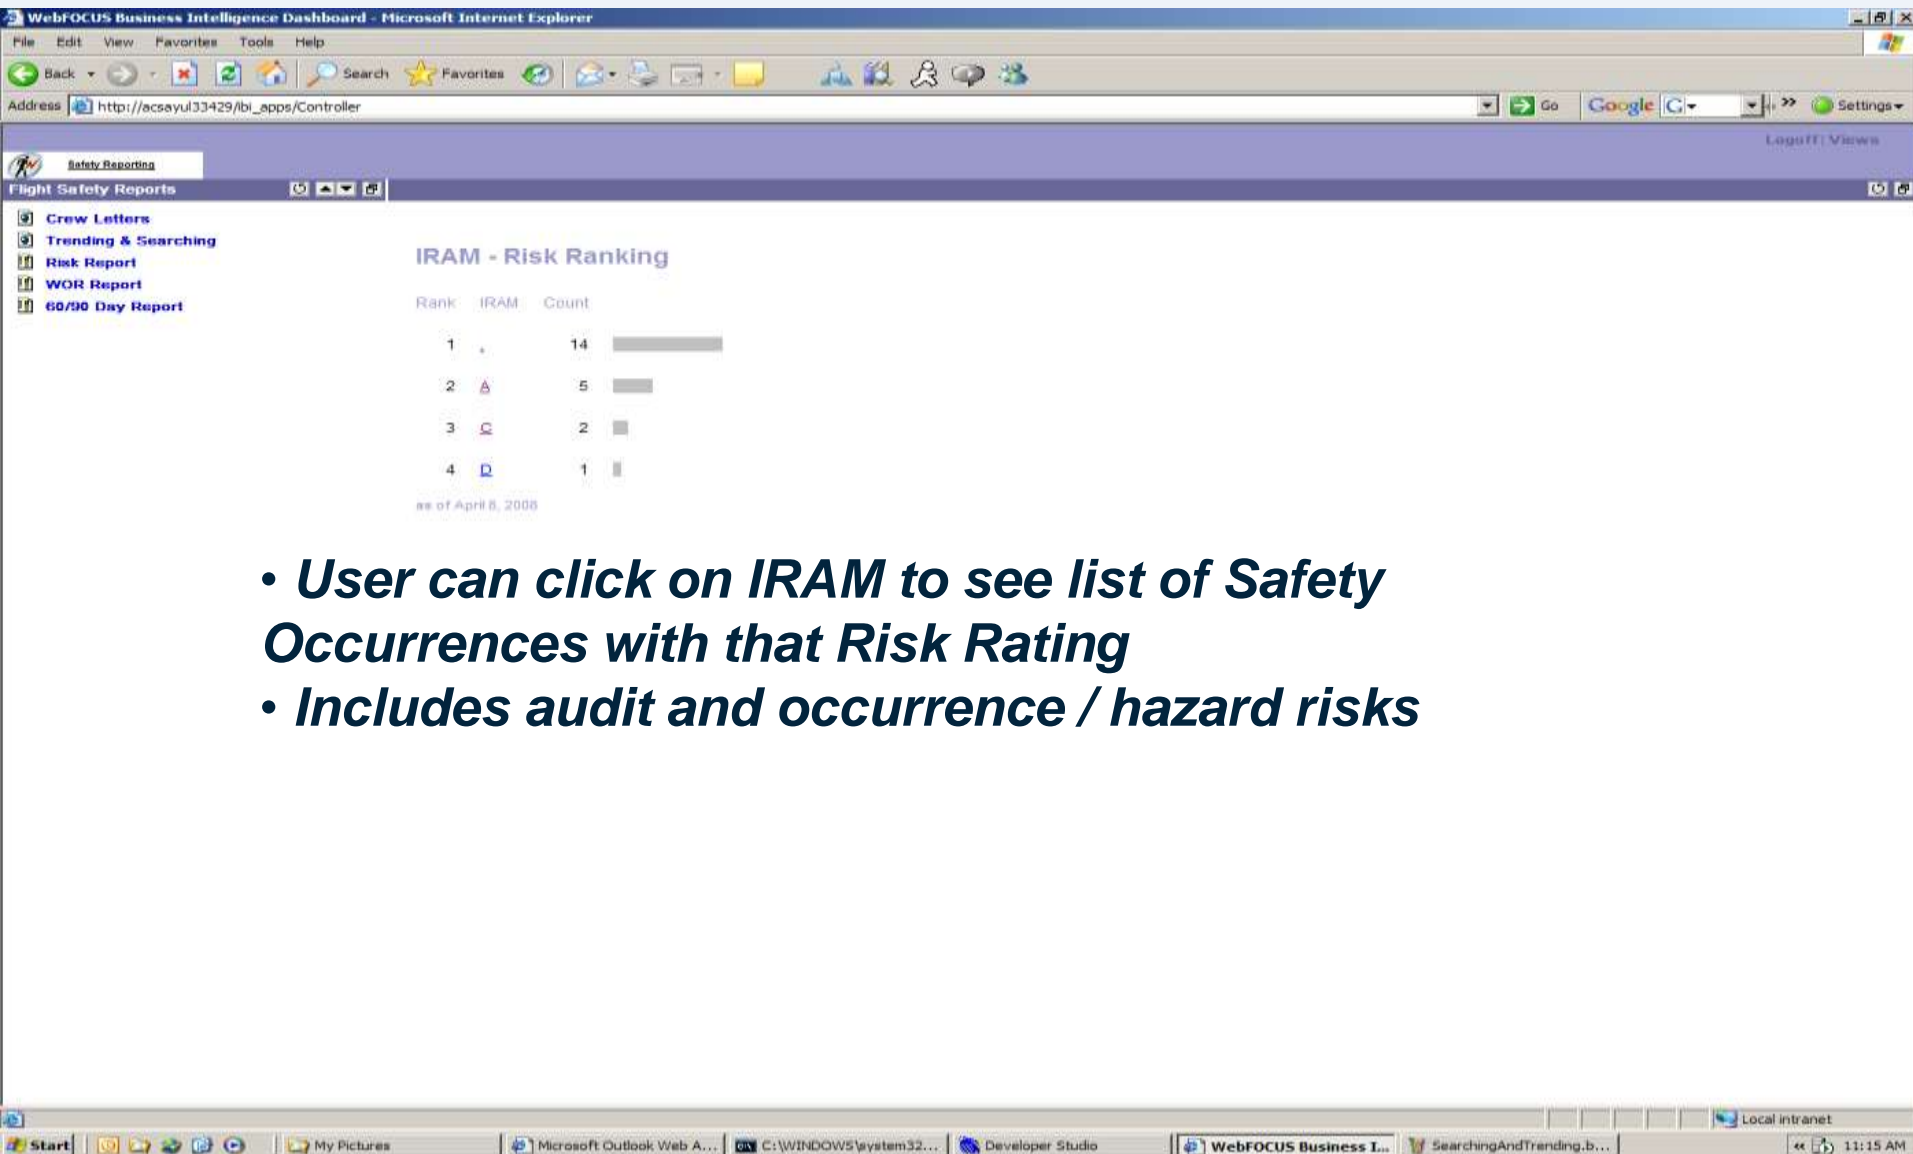 WebFOCUS Business Intelligence Dashboard - Microsoft Internet Explorer
File Edit View Favorites Tools Help
Back Search Favorites
Address http://acsayul33429/ibi_apps/Controller Go Google G Settings
Logoff| Views
Safety Reporting
Flight Safety Reports
Crew Letters
Trending & Searching
Risk Report
WOR Report
60/90 Day Report
IRAM - Risk Ranking
Rank IRAM Count
1 . 14
2 A 5
3 C 2
4 D 1
as of April 8, 2008
• User can click on IRAM to see list of Safety
Occurrences with that Risk Rating
• Includes audit and occurrence / hazard risks
Local intranet
Start My Pictures Microsoft Outlook Web A... C:\WINDOWS\system32... Developer Studio WebFOCUS Business I... SearchingAndTrending.b... « 11:15 AM